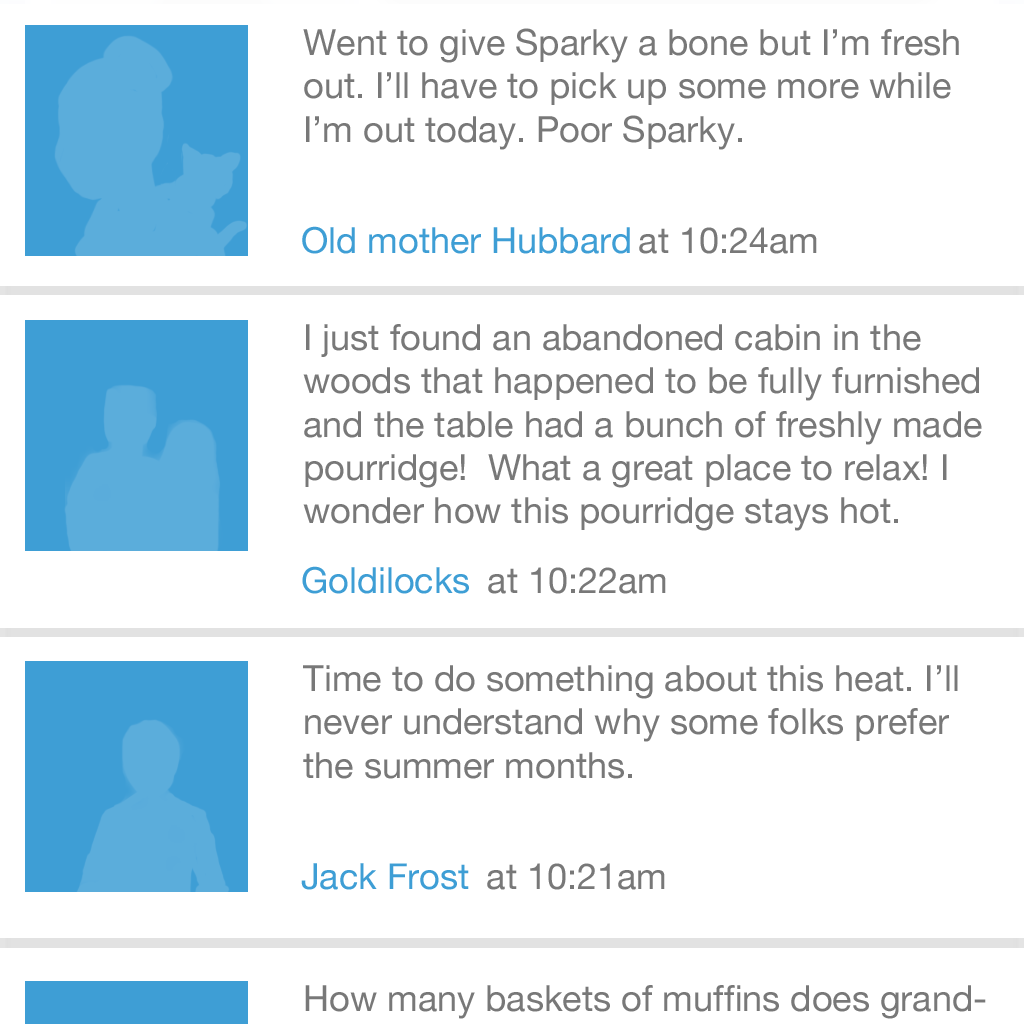 Went to give Sparky a bone but I’m fresh
out. I’ll have to pick up some more while
I’m out today. Poor Sparky.
Old mother Hubbard at 10:24am
I just found an abandoned cabin in the
woods that happened to be fully furnished
and the table had a bunch of freshly made
pourridge!  What a great place to relax! I
wonder how this pourridge stays hot.
Goldilocks at 10:22am
Time to do something about this heat. I’ll
never understand why some folks prefer
the summer months.
Jack Frost at 10:21am
How many baskets of muffins does grand-